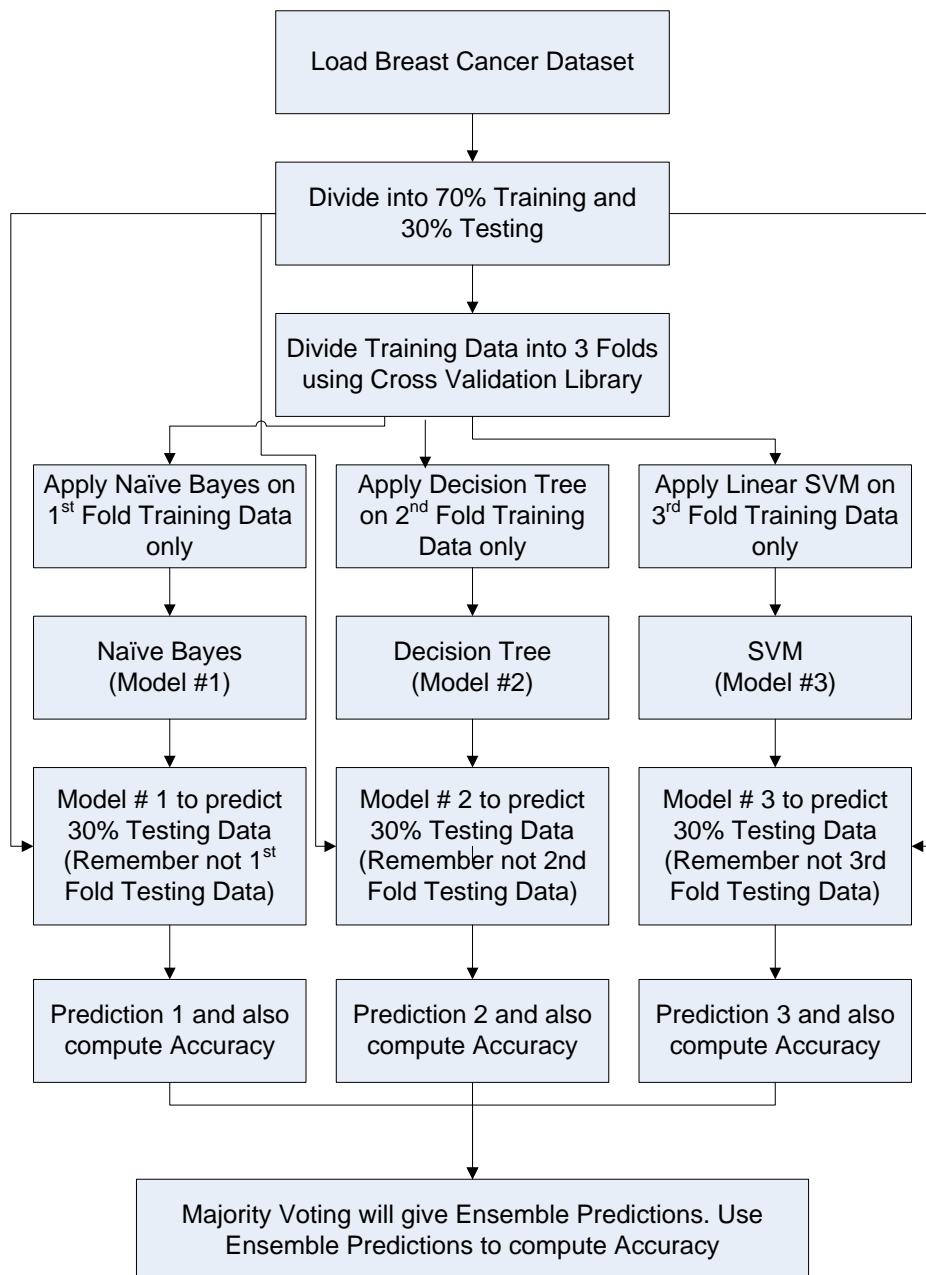 Load Breast Cancer Dataset
Divide into 70% Training and
30% Testing
Divide Training Data into 3 Folds
using Cross Validation Library
Apply Naïve Bayes on
1st Fold Training Data
only
Apply Decision Tree
on 2nd Fold Training
Data only
Apply Linear SVM on
3rd Fold Training Data
only
Naïve Bayes
(Model #1)
Decision Tree
(Model #2)
SVM
(Model #3)
Model # 1 to predict
30% Testing Data
(Remember not 1st
Fold Testing Data)
Model # 2 to predict
30% Testing Data
(Remember not 2nd
Fold Testing Data)
Model # 3 to predict
30% Testing Data
(Remember not 3rd
Fold Testing Data)
Prediction 1 and also
compute Accuracy
Prediction 2 and also
compute Accuracy
Prediction 3 and also
compute Accuracy
Majority Voting will give Ensemble Predictions. Use
Ensemble Predictions to compute Accuracy